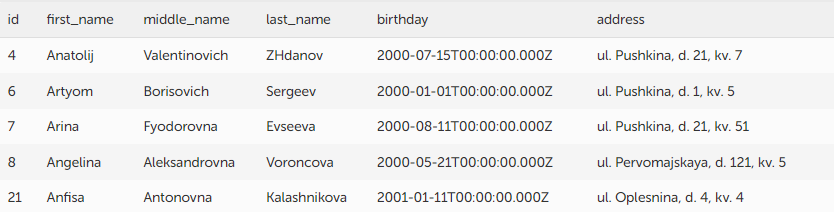 id first_name middle_name last_name birthday address
4 Anatolij Valentinovich ZHdanov 2000-07-15T00:00:00.000Z ul. Pushkina, d. 21, kv. 7
6 Artyom Borisovich Sergeev 2000-01-01T00:00:00.000Z ul. Pushkina, d. 1, kv. 5
7 Arina Fyodorovna Evseeva 2000-08-11T00:00:00.000Z ul. Pushkina, d. 21, kv. 51
8 Angelina Aleksandrovna Voroncova 2000-05-21T00:00:00.000Z ul. Pervomajskaya, d. 121, kv. 5
21 Anfisa Antonovna Kalashnikova 2001-01-11T00:00:00.000Z ul. Oplesnina, d. 4, kv. 4